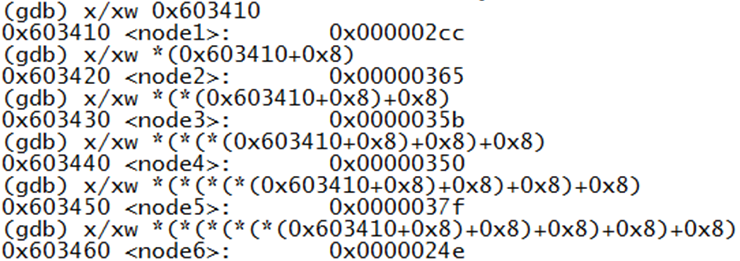 (gdb) x/xw 0x603410
0x603410 <node1>: 0x000002cc
(gdb) x/xw *(0x603410+0x8)
0x603420 <node2>: 0x00000365
(gdb) x/xw *(*(0x603410+0x8)+0x8)
0x603430 <node3>: 0x0000035b
(gdb) x/xw *(*(*(0x603410+0x8)+0x8)+0x8)
0x603440 <node4>: 0x00000350
(gdb) x/xw *(*(*(*(0x603410+0x8)+0x8)+0x8)+0x8)
0x603450 <node5>: 0x0000037f
(gdb) x/xw *(*(*(*(*(0x603410+0x8)+0x8)+0x8)+0x8)+0x8)
0x603460 <node6>: 0x0000024e